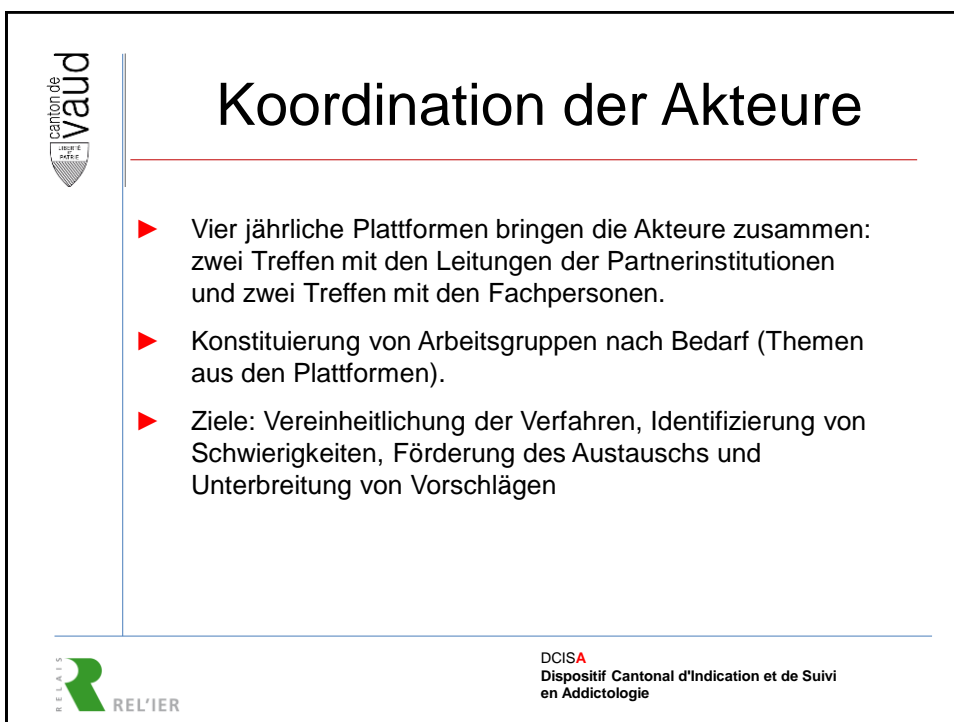 canton de
Vaud
LIBERTÉ
ET
PATRIE
Koordination der Akteure
► Vier jährliche Plattformen bringen die Akteure zusammen:
zwei Treffen mit den Leitungen der Partnerinstitutionen
und zwei Treffen mit den Fachpersonen.
► Konstituierung von Arbeitsgruppen nach Bedarf (Themen
aus den Plattformen).
► Ziele: Vereinheitlichung der Verfahren, Identifizierung von
Schwierigkeiten, Förderung des Austauschs und
Unterbreitung von Vorschlägen
RELAIS
REL'IER
DCISA
Dispositif Cantonal d'Indication et de Suivi
en Addictologie